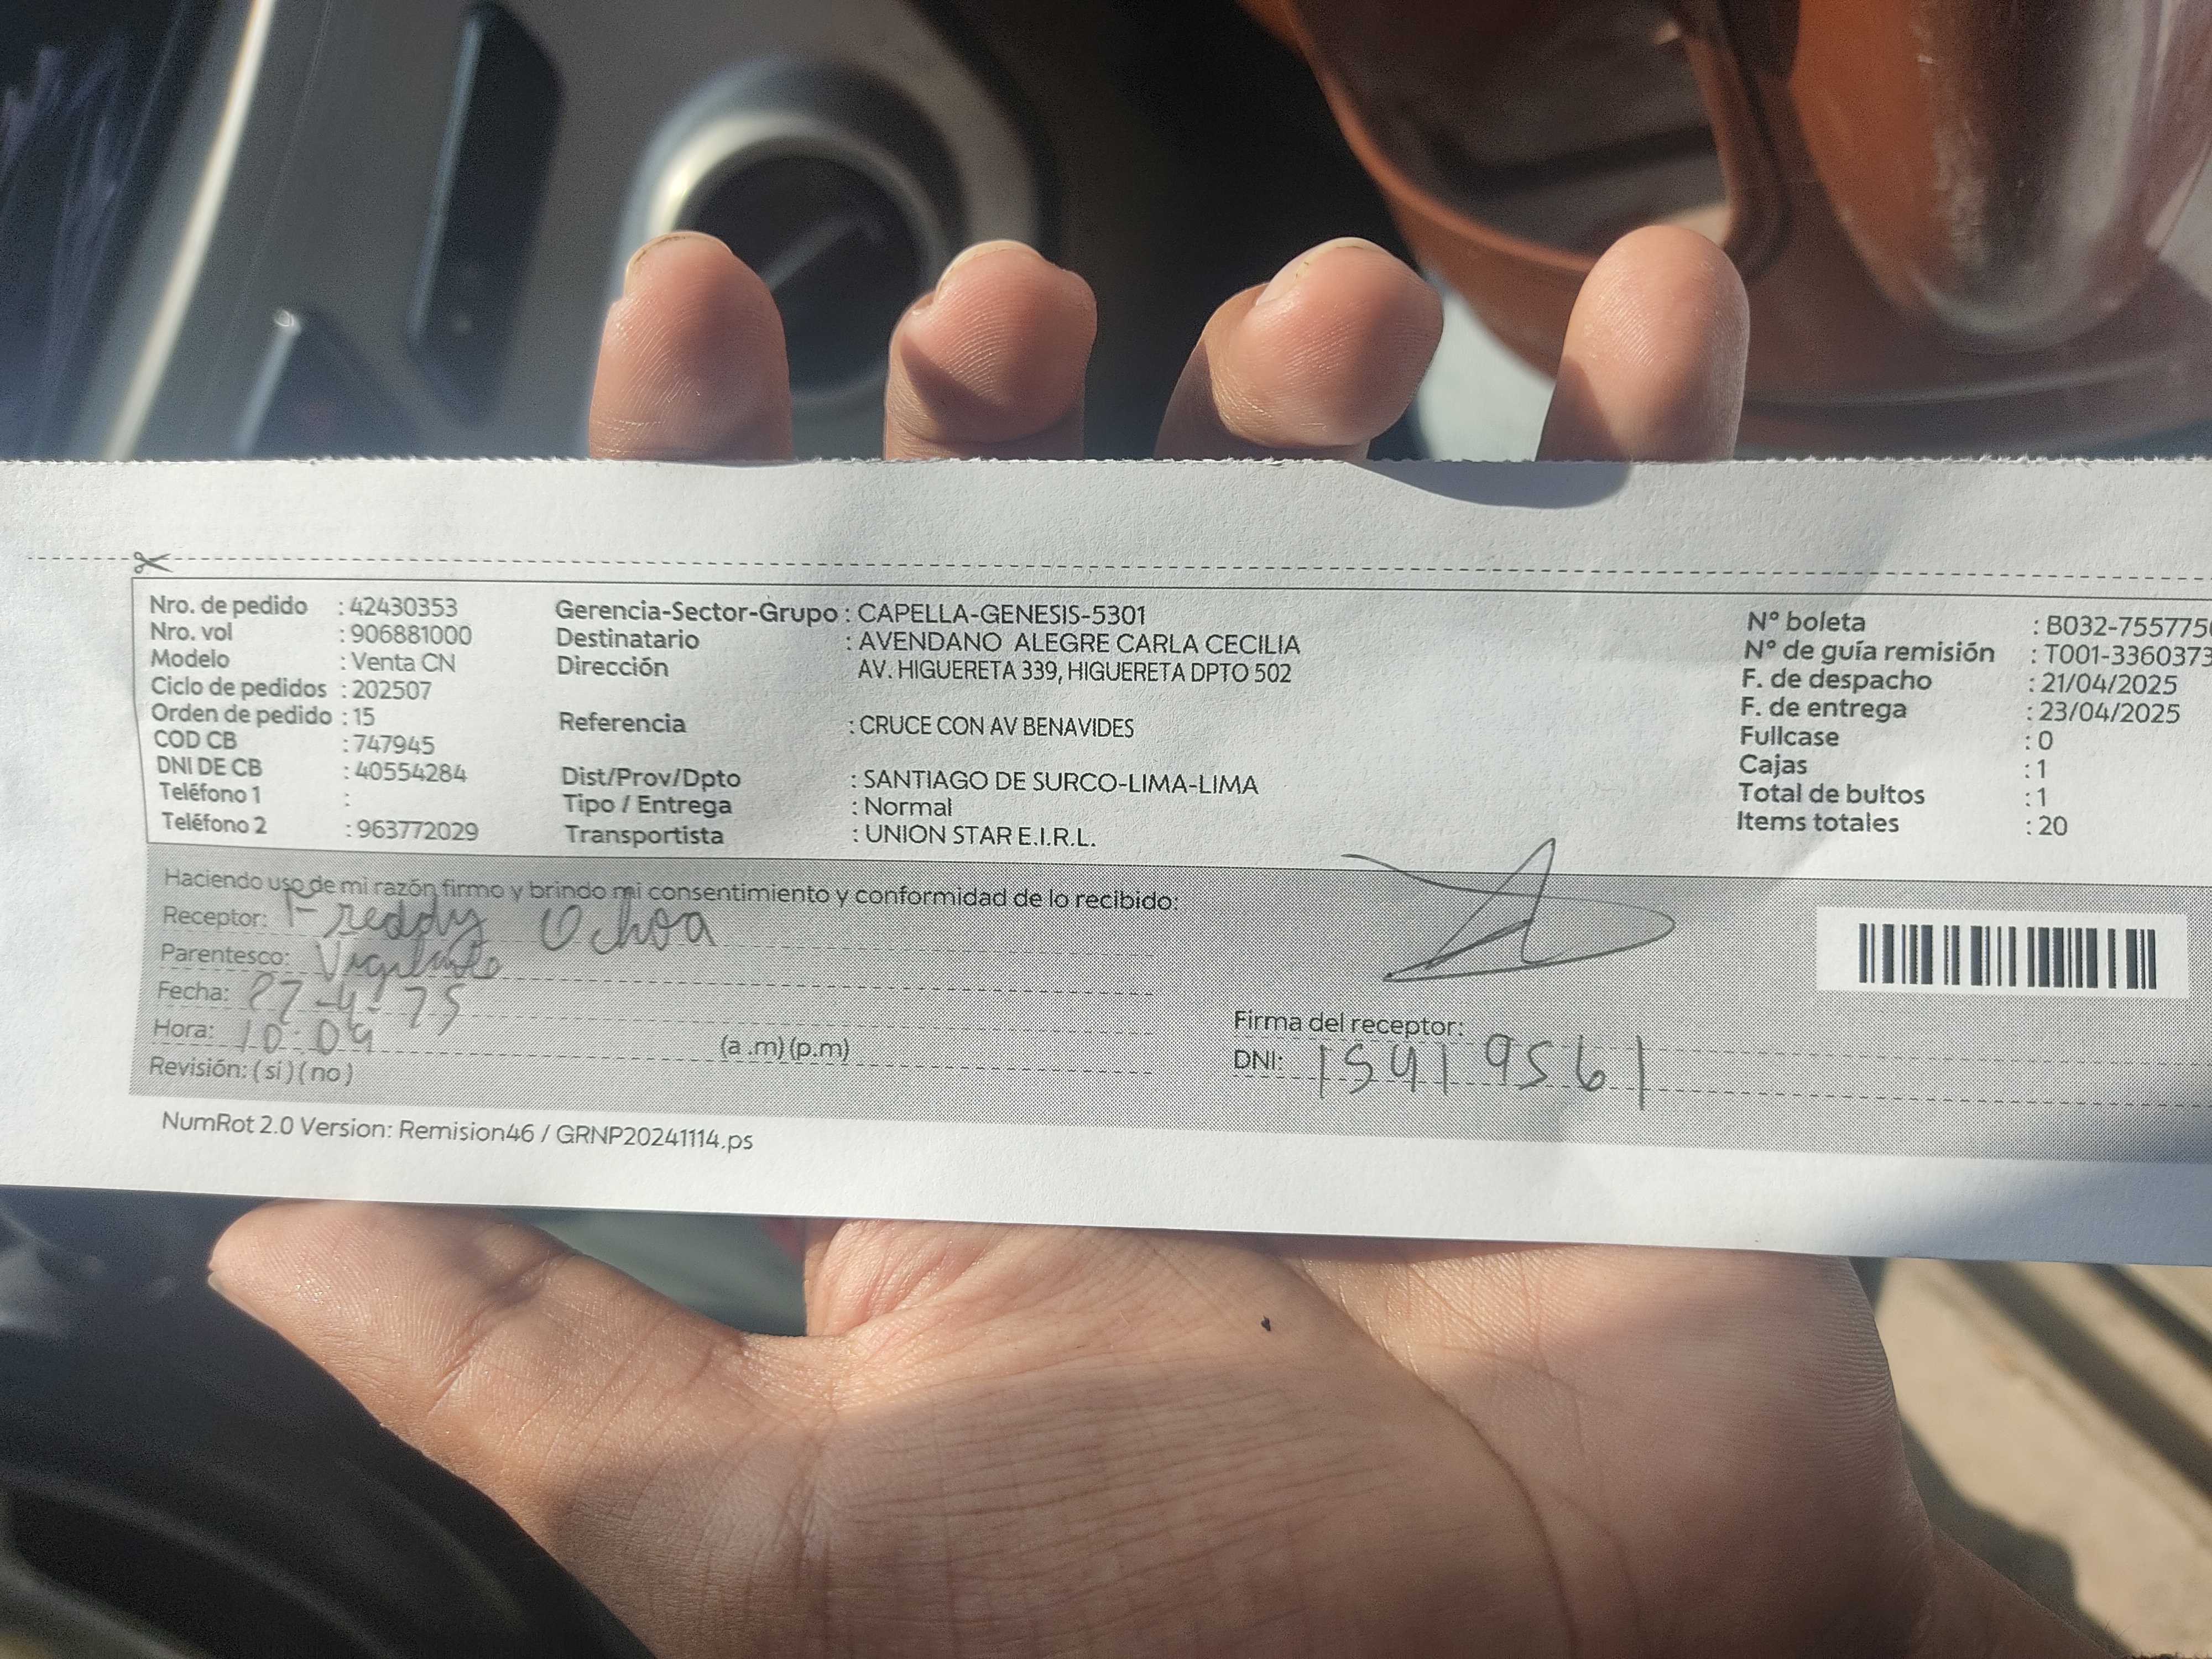 Nro. de pedido : 42430353
Nro. vol : 906881000
Modelo : Venta CN
Ciclo de pedidos : 202507
Orden de pedido : 15
COD CB : 747945
DNI DE CB : 40554284
Teléfono 1 :
Teléfono 2 : 963772029
Gerencia-Sector-Grupo : CAPELLA-GENESIS-5301
Destinatario : AVENDANO ALEGRE CARLA CECILIA
Dirección AV. HIGUERETA 339, HIGUERETA DPTO 502
Referencia : CRUCE CON AV BENAVIDES
Dist/Prov/Dpto : SANTIAGO DE SURCO-LIMA-LIMA
Tipo / Entrega : Normal
Transportista : UNION STAR E.I.R.L.
N° boleta : B032-755775
N° de guía remisión : T001-3360373
F. de despacho : 21/04/2025
F. de entrega : 23/04/2025
Fullcase : 0
Cajas : 1
Total de bultos : 1
Items totales : 20
Haciendo uso de mi razón firmo y brindo mi consentimiento y conformidad de lo recibido:
Receptor: Freddy Ochoa
Parentesco: Vigilante
Fecha:
Hora: 10:09 (a .m) (p.m)
Revisión: ( si ) ( no )
Firma del receptor:
DNI: 15419561
NumRot 2.0 Version: Remision46 / GRNP20241114.ps